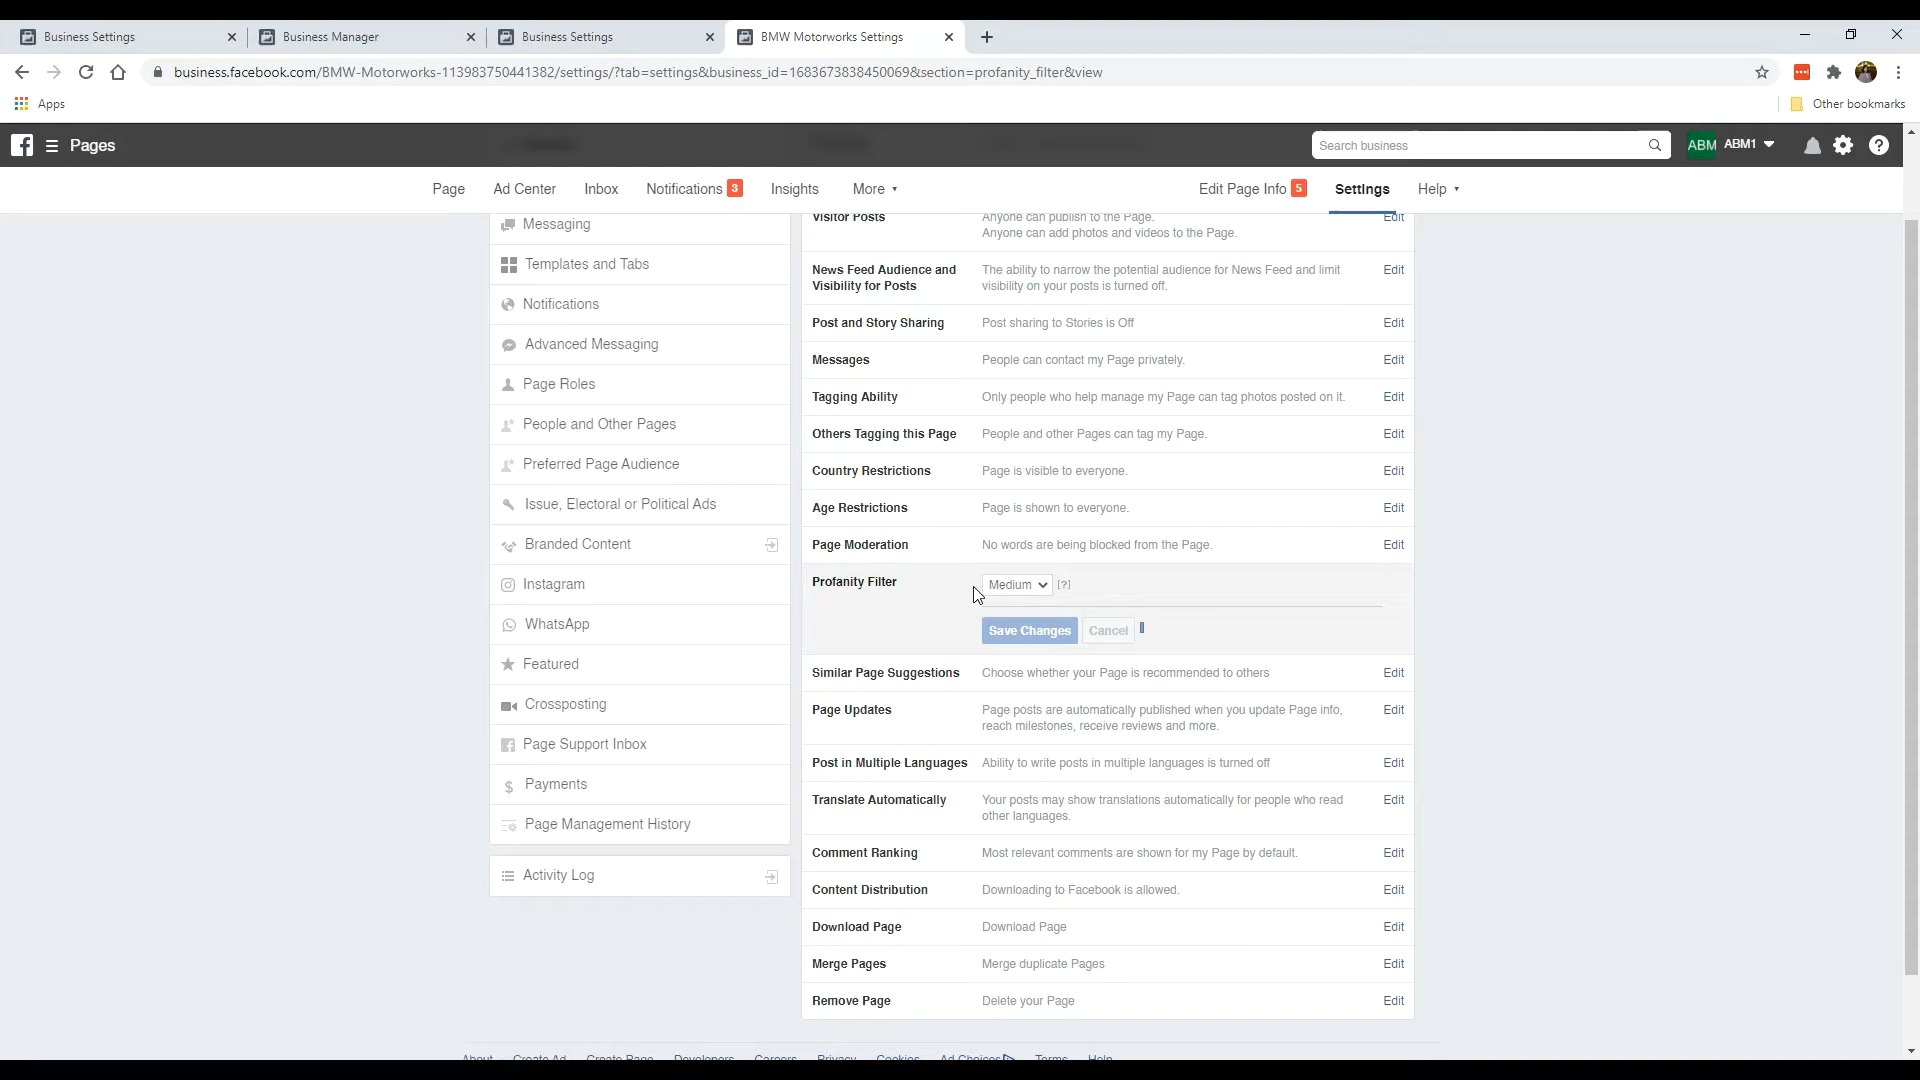 Business Settings
Business Manager
Business Settings
BMW Motorworks Settings
business.facebook.com/BMW-Motorworks-113983750441382/settings/?tab=settings&business_id=1683673838450069&section=profanity_filter&view
Apps
Other bookmarks
Pages
Search business
ABM
ABM1
Page
Ad Center
Inbox
Notifications 3
Insights
More
Edit Page Info 5
Settings
Help
Messaging
Templates and Tabs
Notifications
Advanced Messaging
Page Roles
People and Other Pages
Preferred Page Audience
Issue, Electoral or Political Ads
Branded Content
Instagram
WhatsApp
Featured
Crossposting
Page Support Inbox
Payments
Page Management History
Activity Log
Visitor Posts
Anyone can publish to the Page.
Edit
Anyone can add photos and videos to the Page.
News Feed Audience and
Visibility for Posts
The ability to narrow the potential audience for News Feed and limit
visibility on your posts is turned off.
Edit
Post and Story Sharing
Post sharing to Stories is Off
Edit
Messages
People can contact my Page privately.
Edit
Tagging Ability
Only people who help manage my Page can tag photos posted on it.
Edit
Others Tagging this Page
People and other Pages can tag my Page.
Edit
Country Restrictions
Page is visible to everyone.
Edit
Age Restrictions
Page is shown to everyone.
Edit
Page Moderation
No words are being blocked from the Page.
Edit
Profanity Filter
Medium
[?]
Save Changes
Cancel
Similar Page Suggestions
Choose whether your Page is recommended to others
Edit
Page Updates
Page posts are automatically published when you update Page info,
reach milestones, receive reviews and more.
Edit
Post in Multiple Languages
Ability to write posts in multiple languages is turned off
Edit
Translate Automatically
Your posts may show translations automatically for people who read
other languages.
Edit
Comment Ranking
Most relevant comments are shown for my Page by default.
Edit
Content Distribution
Downloading to Facebook is allowed.
Edit
Download Page
Download Page
Edit
Merge Pages
Merge duplicate Pages
Edit
Remove Page
Delete your Page
Edit
About
Create Ad
Create Page
Developers
Careers
Privacy
Cookies
Ad Choices
Terms
Help